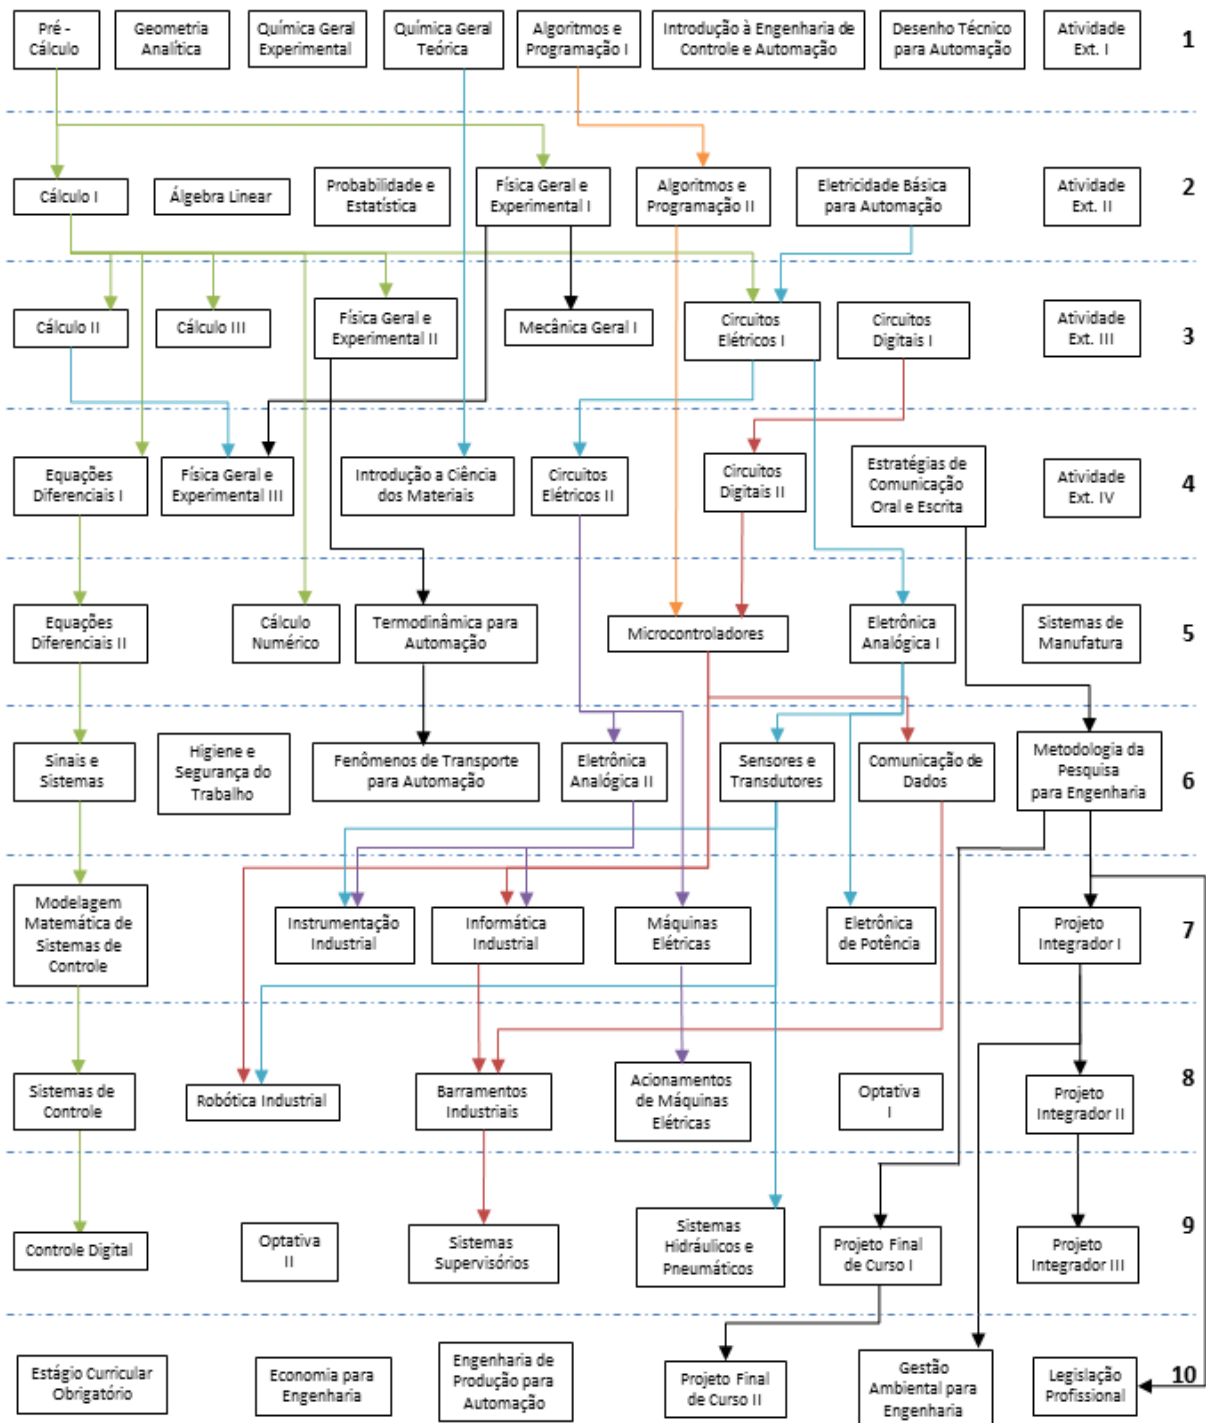 Pré -
Cálculo
Geometria
Analítica
Química Geral
Experimental
Química Geral
Teórica
Algoritmos e
Programação I
Introdução à Engenharia de
Controle e Automação
Desenho Técnico
para Automação
Atividade
Ext. I
1
Cálculo I
Álgebra Linear
Probabilidade e
Estatística
Física Geral e
Experimental I
Algoritmos e
Programação II
Eletricidade Básica
para Automação
Atividade
Ext. II
2
Cálculo II
Cálculo III
Física Geral e
Experimental II
Mecânica Geral I
Circuitos
Elétricos I
Circuitos
Digitais I
Atividade
Ext. III
3
Equações
Diferenciais I
Física Geral e
Experimental III
Introdução a Ciência
dos Materiais
Circuitos
Elétricos II
Circuitos
Digitais II
Estratégias de
Comunicação
Oral e Escrita
Atividade
Ext. IV
4
Equações
Diferenciais II
Cálculo
Numérico
Termodinâmica para
Automação
Microcontroladores
Eletrônica
Analógica I
Sistemas de
Manufatura
5
Sinais e
Sistemas
Higiene e
Segurança do
Trabalho
Fenômenos de Transporte
para Automação
Eletrônica
Analógica II
Sensores e
Transdutores
Comunicação de
Dados
Metodologia da
Pesquisa
para Engenharia
6
Modelagem
Matemática de
Sistemas de
Controle
Instrumentação
Industrial
Informática
Industrial
Máquinas
Elétricas
Eletrônica
de Potência
Projeto
Integrador I
7
Sistemas de
Controle
Robótica Industrial
Barramentos
Industriais
Acionamentos
de Máquinas
Elétricas
Optativa
I
Projeto
Integrador II
8
Controle Digital
Optativa
II
Sistemas
Supervisórios
Sistemas
Hidráulicos e
Pneumáticos
Projeto Final
de Curso I
Projeto
Integrador III
9
Estágio Curricular
Obrigatório
Economia para
Engenharia
Engenharia de
Produção para
Automação
Projeto Final
de Curso II
Gestão
Ambiental para
Engenharia
Legislação
Profissional
10